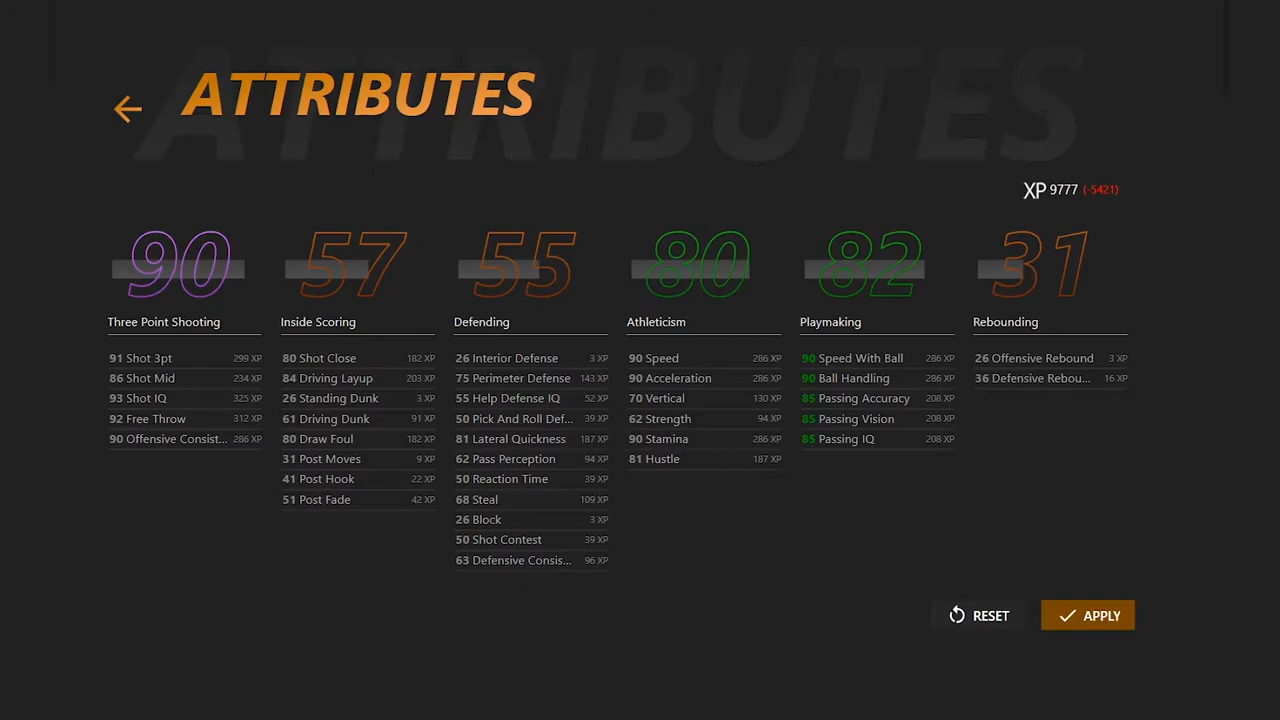 ATTRIBUTES
ATTRIBUTES
XP 9777 (-5421)
90
Three Point Shooting
91 Shot 3pt 299 XP
86 Shot Mid 234 XP
93 Shot IQ 325 XP
92 Free Throw 312 XP
90 Offensive Consist... 286 XP
57
Inside Scoring
80 Shot Close 182 XP
84 Driving Layup 203 XP
26 Standing Dunk 3 XP
61 Driving Dunk 91 XP
80 Draw Foul 182 XP
31 Post Moves 9 XP
41 Post Hook 22 XP
51 Post Fade 42 XP
55
Defending
26 Interior Defense 3 XP
75 Perimeter Defense 143 XP
55 Help Defense IQ 52 XP
50 Pick And Roll Def... 39 XP
81 Lateral Quickness 187 XP
62 Pass Perception 94 XP
50 Reaction Time 39 XP
68 Steal 109 XP
26 Block 3 XP
50 Shot Contest 39 XP
63 Defensive Consis... 96 XP
80
Athleticism
90 Speed 286 XP
90 Acceleration 286 XP
70 Vertical 130 XP
62 Strength 94 XP
90 Stamina 286 XP
81 Hustle 187 XP
82
Playmaking
90 Speed With Ball 286 XP
90 Ball Handling 286 XP
85 Passing Accuracy 208 XP
85 Passing Vision 208 XP
85 Passing IQ 208 XP
31
Rebounding
26 Offensive Rebound 3 XP
36 Defensive Rebou... 16 XP
RESET
APPLY